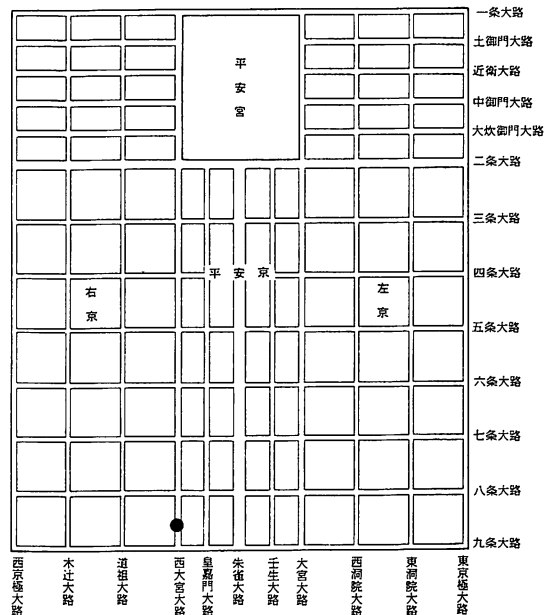 一条大路
土御門大路
近衛大路
中御門大路
大炊御門大路
二条大路
三条大路
四条大路
五条大路
六条大路
七条大路
八条大路
九条大路
平安宮
平安京
右京
左京
西京極大路
木辻大路
道祖大路
西大宮大路
皇嘉門大路
朱雀大路
壬生大路
大宮大路
西洞院大路
東洞院大路
東京極大路